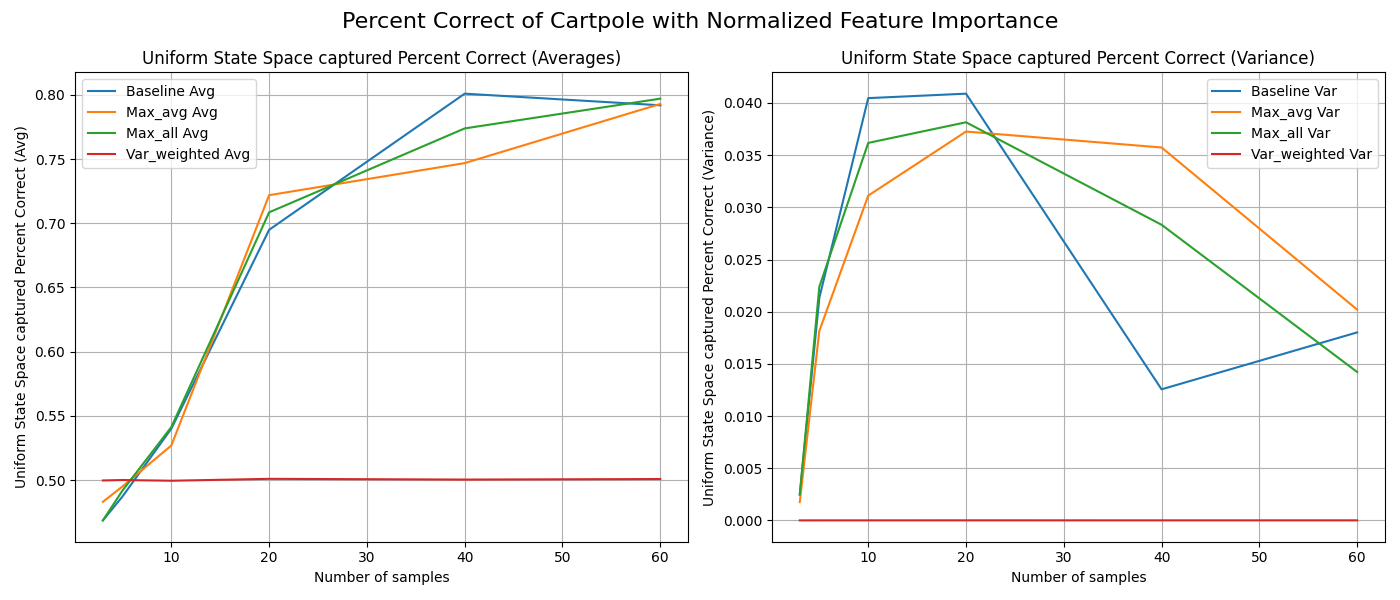 Percent Correct of Cartpole with Normalized Feature Importance
Uniform State Space captured Percent Correct (Averages)
Uniform State Space captured Percent Correct (Avg)
0.80
0.75
0.70
0.65
0.60
0.55
0.50
Baseline Avg
Max_avg Avg
Max_all Avg
Var_weighted Avg
10
20
30
40
50
60
Number of samples
Uniform State Space captured Percent Correct (Variance)
Uniform State Space captured Percent Correct (Variance)
0.040
0.035
0.030
0.025
0.020
0.015
0.010
0.005
0.000
Baseline Var
Max_avg Var
Max_all Var
Var_weighted Var
10
20
30
40
50
60
Number of samples